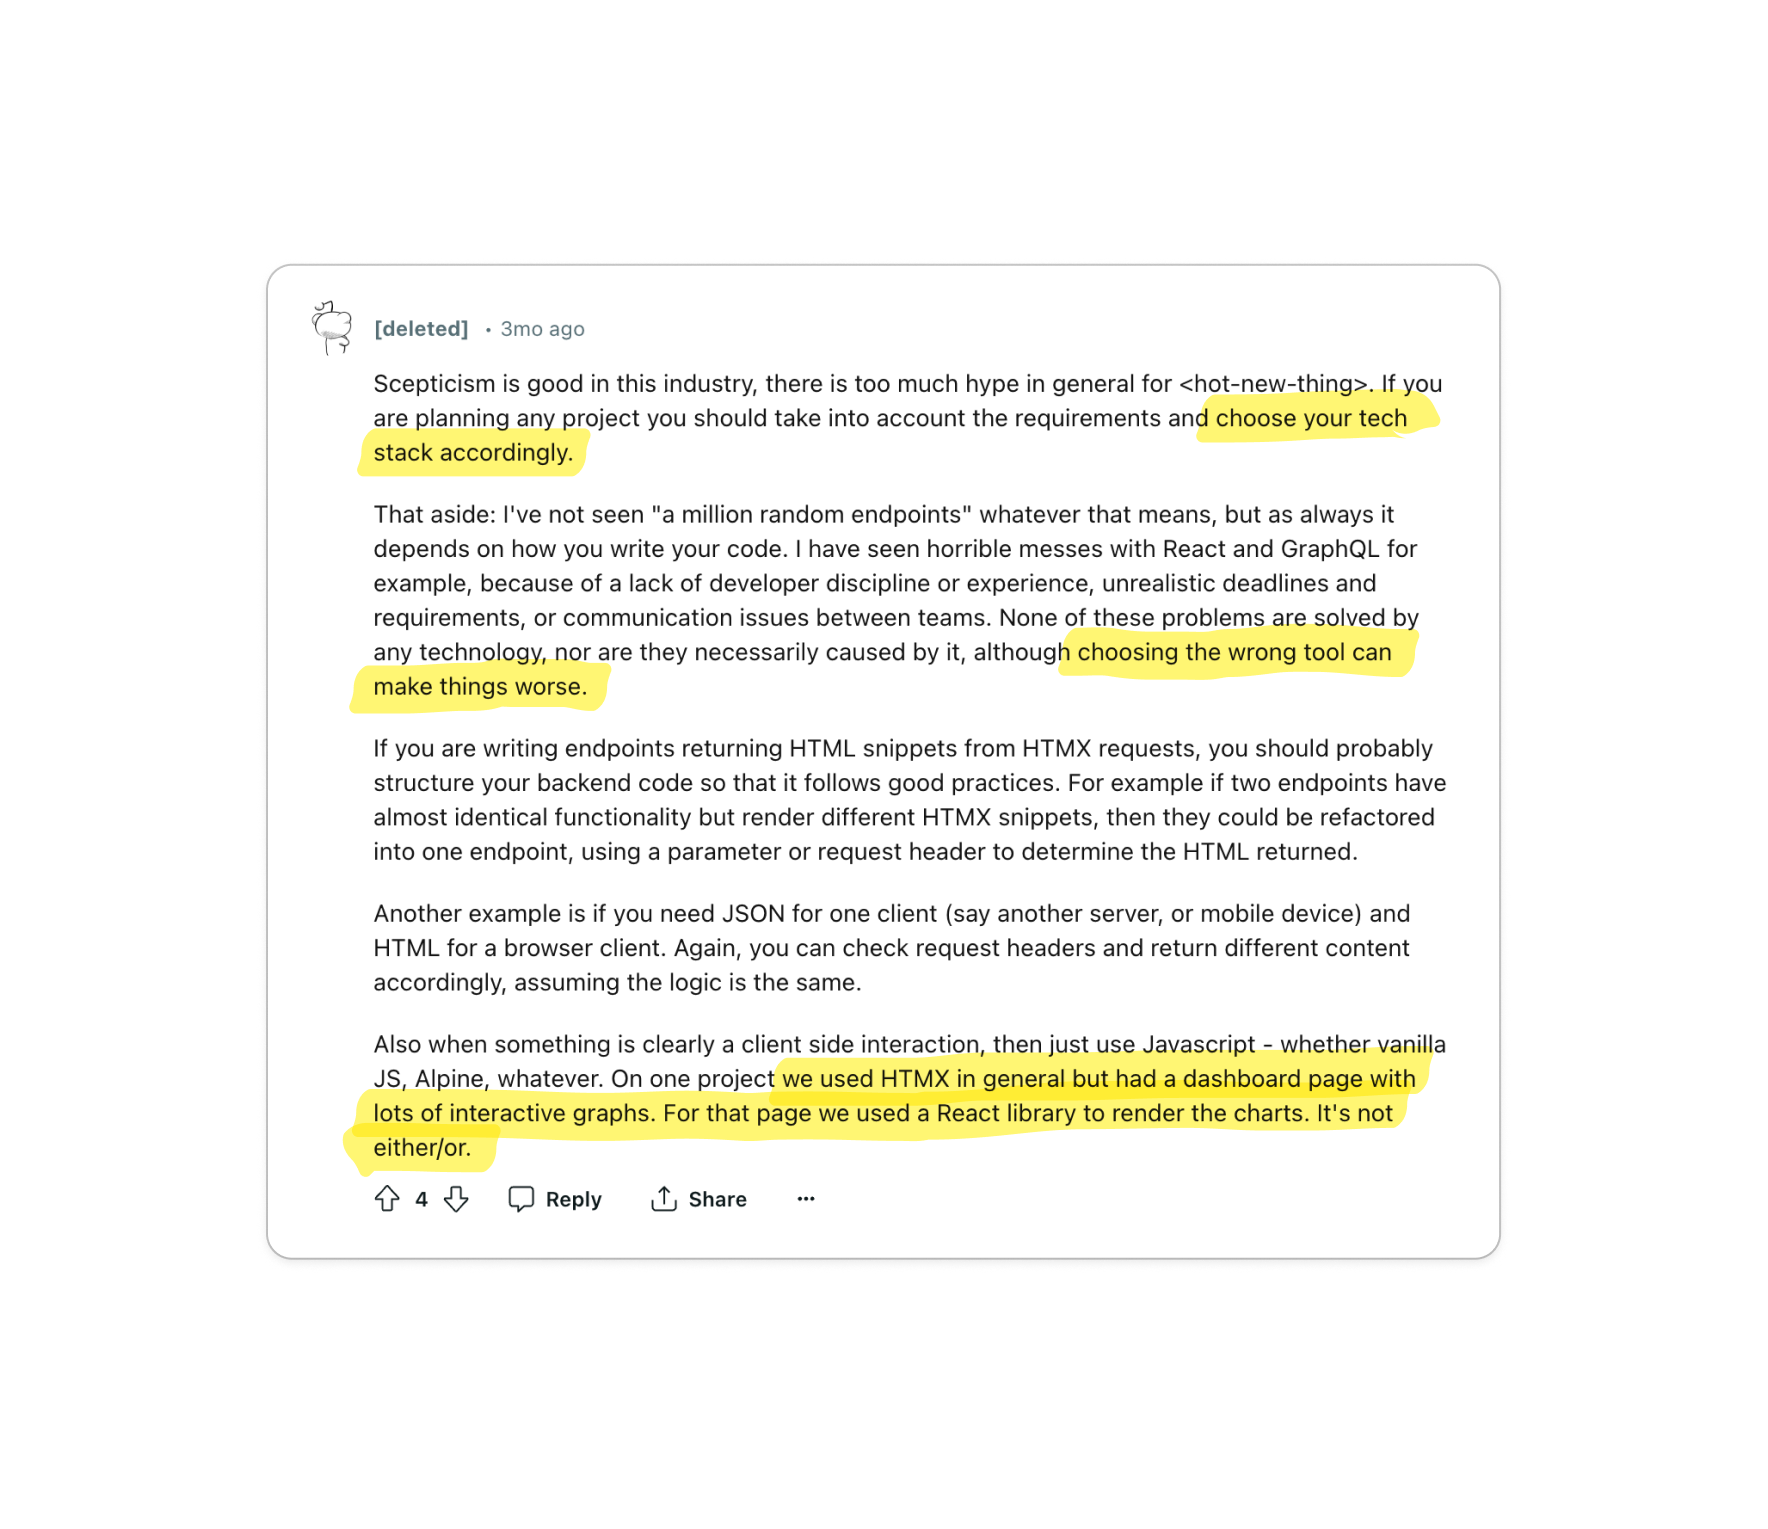 [deleted] • 3mo ago
Scepticism is good in this industry, there is too much hype in general for <hot-new-thing>. If you
are planning any project you should take into account the requirements and choose your tech
stack accordingly.
That aside: I've not seen "a million random endpoints" whatever that means, but as always it
depends on how you write your code. I have seen horrible messes with React and GraphQL for
example, because of a lack of developer discipline or experience, unrealistic deadlines and
requirements, or communication issues between teams. None of these problems are solved by
any technology, nor are they necessarily caused by it, although choosing the wrong tool can
make things worse.
If you are writing endpoints returning HTML snippets from HTMX requests, you should probably
structure your backend code so that it follows good practices. For example if two endpoints have
almost identical functionality but render different HTMX snippets, then they could be refactored
into one endpoint, using a parameter or request header to determine the HTML returned.
Another example is if you need JSON for one client (say another server, or mobile device) and
HTML for a browser client. Again, you can check request headers and return different content
accordingly, assuming the logic is the same.
Also when something is clearly a client side interaction, then just use Javascript - whether vanilla
JS, Alpine, whatever. On one project we used HTMX in general but had a dashboard page with
lots of interactive graphs. For that page we used a React library to render the charts. It's not
either/or.
4 Reply Share ...